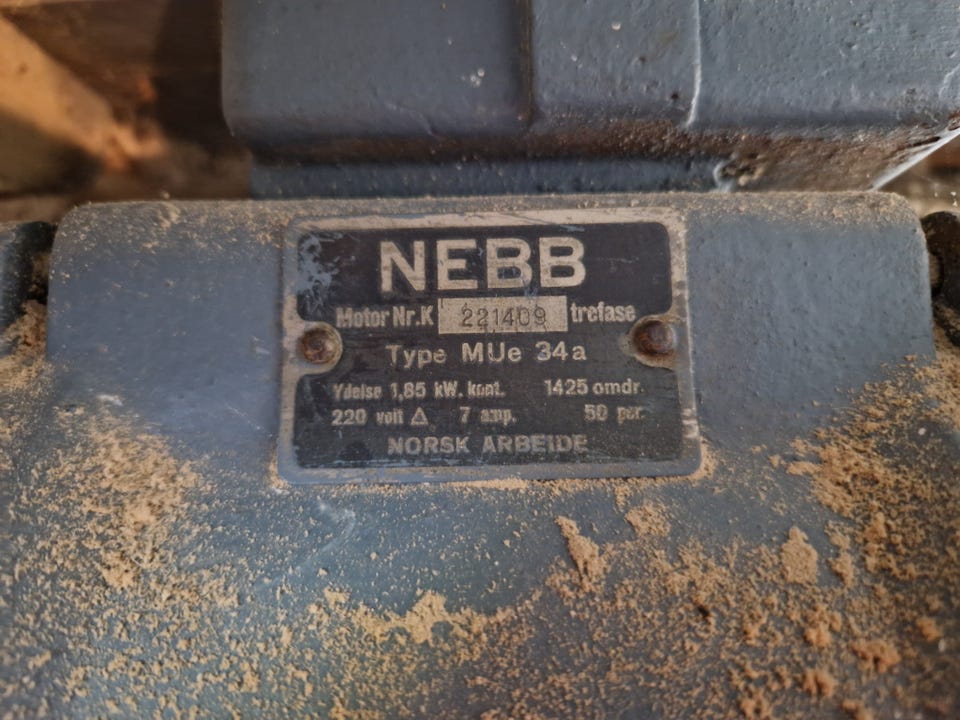 NEBB
Motor Nr.K 221409 trefase
Type MUe 34a
Ydelse 1,85 kW. kont. 1425 omdr.
220 volt Δ 7 amp. 50 per.
NORSK ARBEIDE